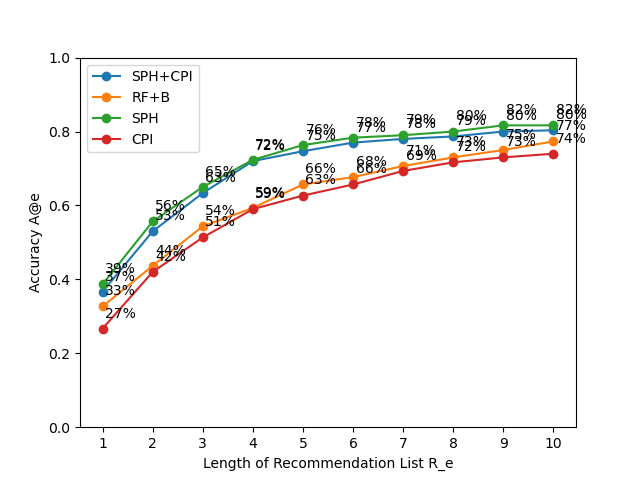 SPH+CPI
RF+B
SPH
CPI
Accuracy A@e
1.0
0.8
0.6
0.4
0.2
0.0
39% 56% 65% 72% 76% 78% 79% 80% 82% 82%
37% 53% 63% 72% 75% 77% 78% 79% 80% 80%
33% 44% 54% 59% 66% 68% 71% 73% 75% 77%
27% 42% 51% 59% 63% 66% 69% 72% 73% 74%
1 2 3 4 5 6 7 8 9 10
Length of Recommendation List R_e